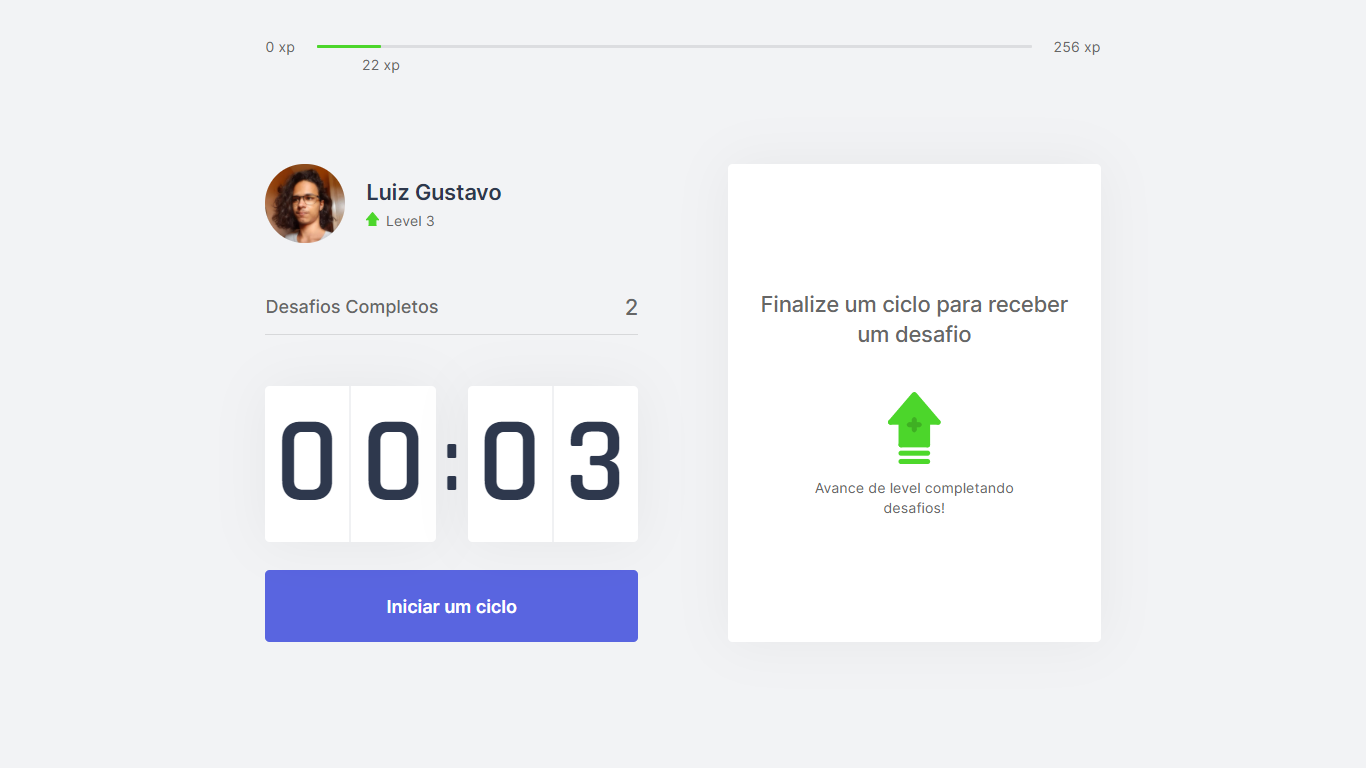 0 xp
256 xp
22 xp
Luiz Gustavo
Level 3
Desafios Completos
2
00:03
Iniciar um ciclo
Finalize um ciclo para receber
um desafio
Avance de level completando
desafios!